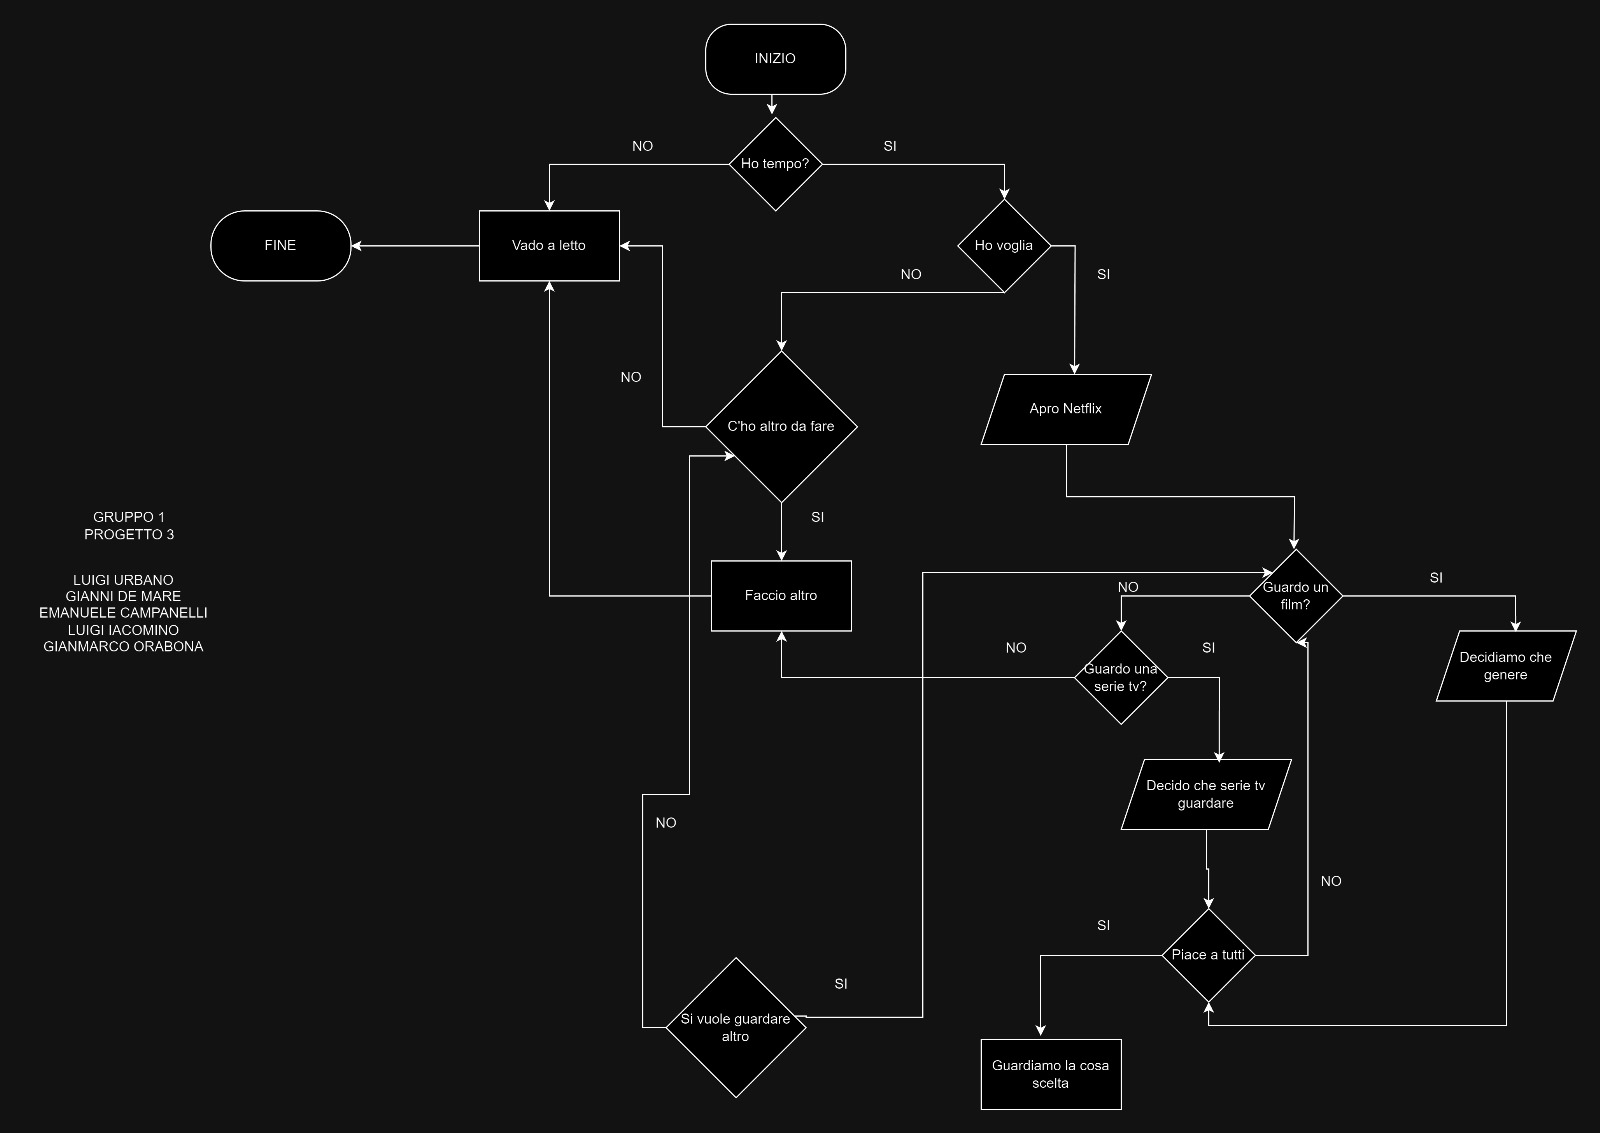 INIZIO
Ho tempo?
NO
SI
FINE
Vado a letto
Ho voglia
NO
SI
NO
C'ho altro da fare
Apro Netflix
SI
GRUPPO 1
PROGETTO 3
LUIGI URBANO
GIANNI DE MARE
EMANUELE CAMPANELLI
LUIGI IACOMINO
GIANMARCO ORABONA
Faccio altro
NO
Guardo un
film?
SI
NO
Guardo una
serie tv?
SI
Decidiamo che
genere
Decido che serie tv
guardare
NO
NO
SI
Piace a tutti
SI
Si vuole guardare
altro
Guardiamo la cosa
scelta